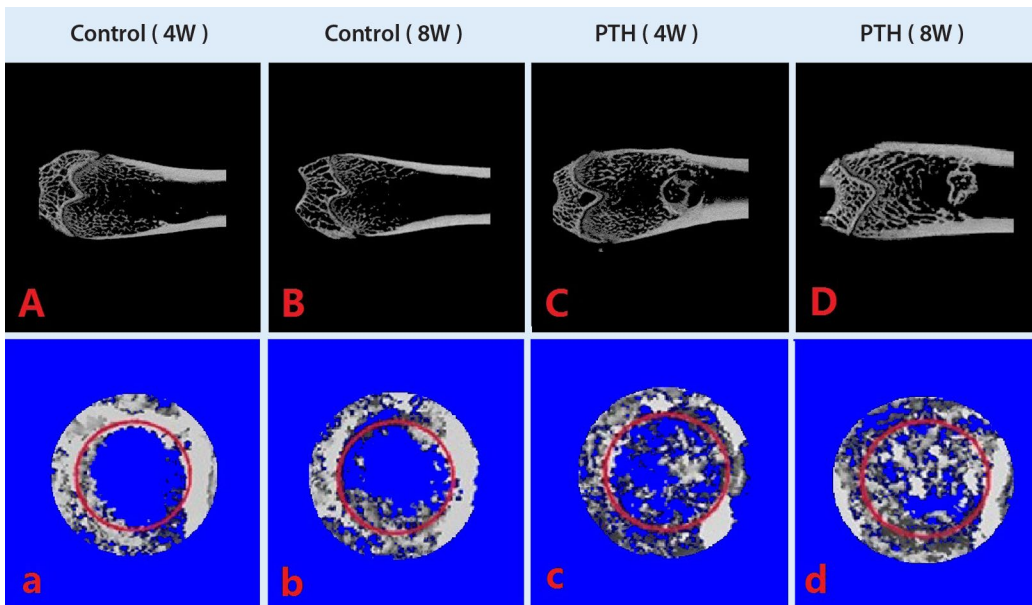 Control ( 4W ) Control ( 8W ) PTH ( 4W ) PTH ( 8W )
A B C D
a b c d